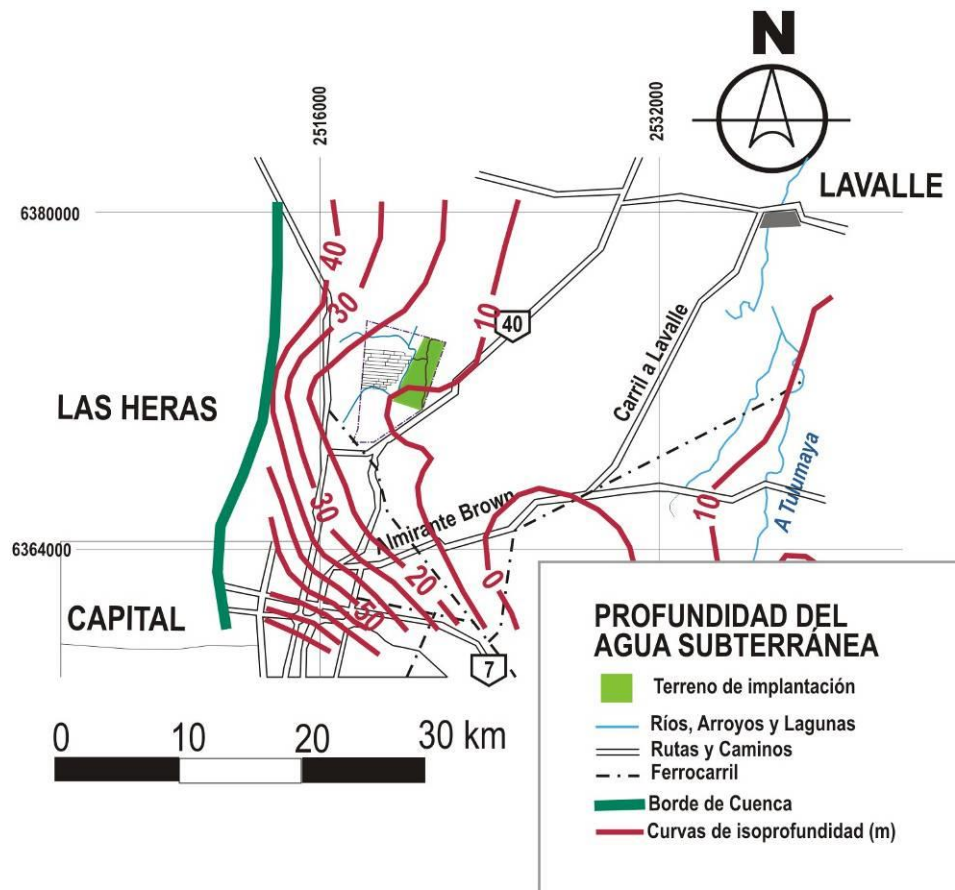 N
2516000
2532000
LAVALLE
6380000
40
30
10
40
LAS HERAS
Carril a Lavalle
A Tulumaya
10
30
Almirante Brown
6364000
20
0
50
CAPITAL
7
0 10 20 30 km
PROFUNDIDAD DEL
AGUA SUBTERRÁNEA
Terreno de implantación
Ríos, Arroyos y Lagunas
Rutas y Caminos
Ferrocarril
Borde de Cuenca
Curvas de isoprofundidad (m)